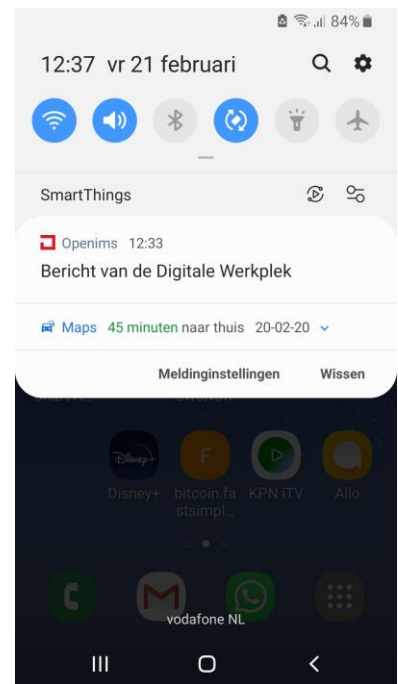 84%
12:37 vr 21 februari
SmartThings
Openims 12:33
Bericht van de Digitale Werkplek
Maps 45 minuten naar thuis 20-02-20
Meldinginstellingen Wissen
Disney+
F
Disney+ bitcoin.fa KPN iTV Allo
stsimpl...
vodafone NL